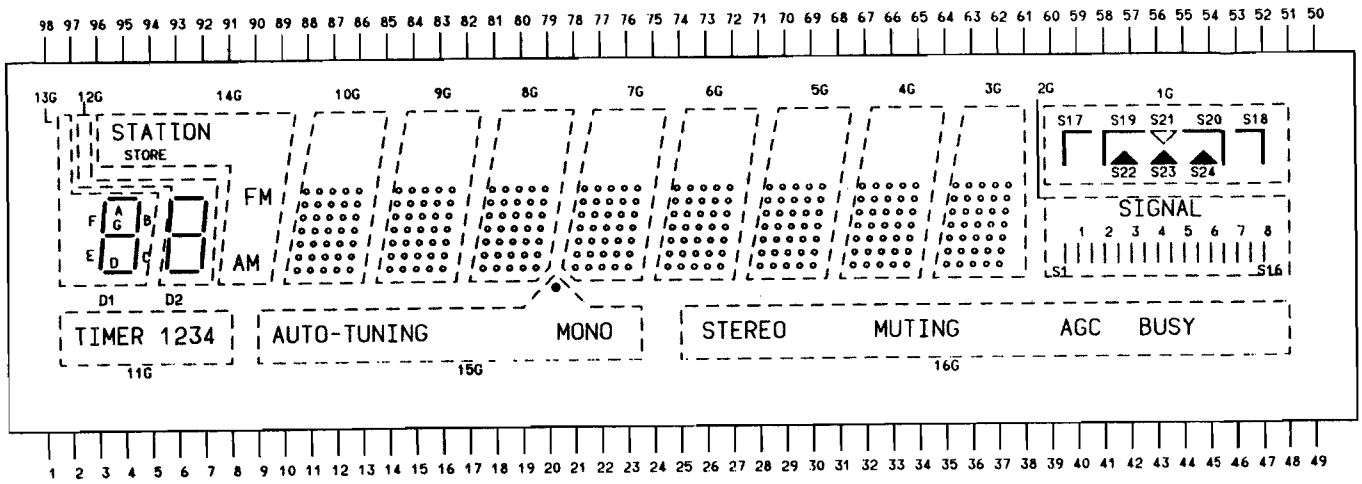 98 97 96 95 94 93 92 91 90 89 88 87 86 85 84 83 82 81 80 79 78 77 76 75 74 73 72 71 70 69 68 67 66 65 64 63 62 61 60 59 58 57 56 55 54 53 52 51 50
13G 12G 14G 10G 9G 8G 7G 6G 5G 4G 3G 2G 1G
STATION
STORE
S17 S19 S21 S20 S18
S22 S23 S24
FM
AM
F A B
G
E D C
D1 D2
SIGNAL
1 2 3 4 5 6 7 8
S1 S16
TIMER 1234
AUTO-TUNING MONO
STEREO MUTING AGC BUSY
11G 15G 16G
1 2 3 4 5 6 7 8 9 10 11 12 13 14 15 16 17 18 19 20 21 22 23 24 25 26 27 28 29 30 31 32 33 34 35 36 37 38 39 40 41 42 43 44 45 46 47 48 49